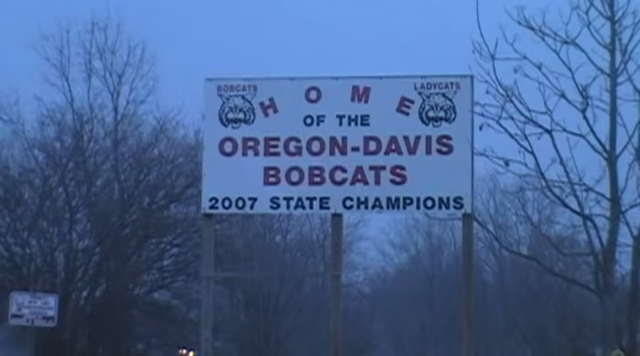 BOBCATS
LADYCATS
HOME
OF THE
OREGON-DAVIS
BOBCATS
2007 STATE CHAMPIONS